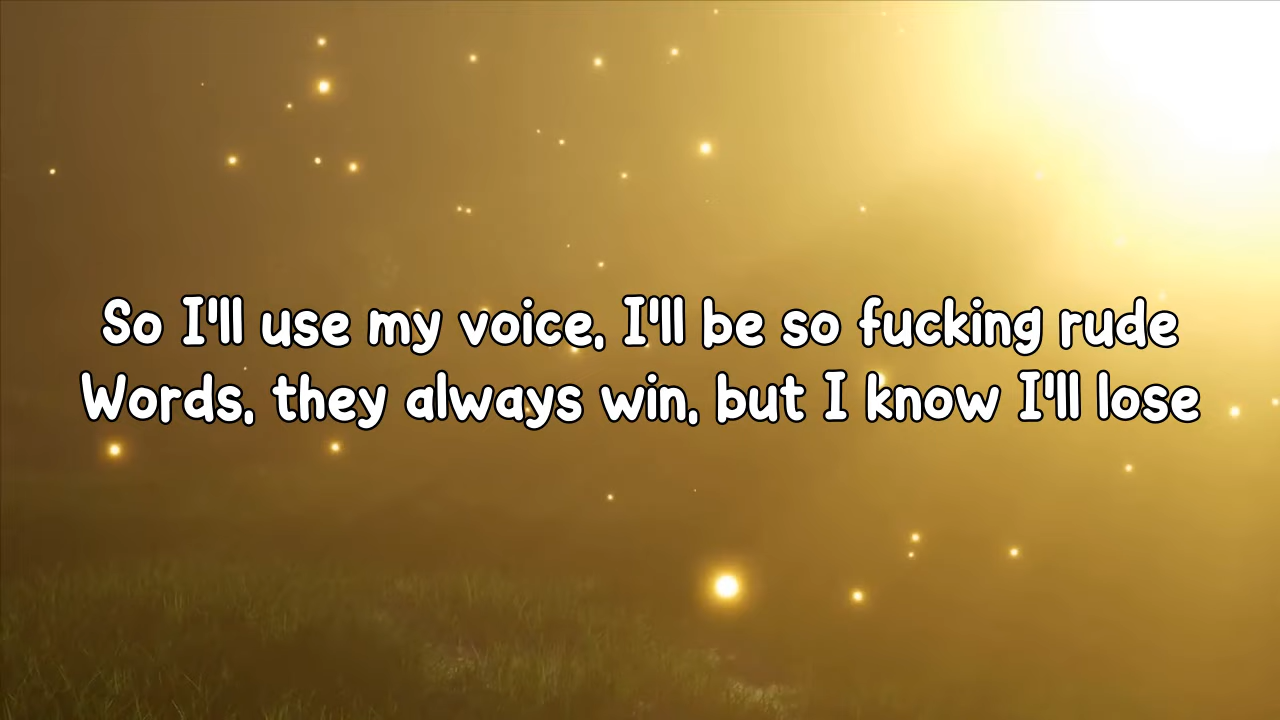 So I'll use my voice, I'll be so fucking rude
Words, they always win, but I know I'll lose